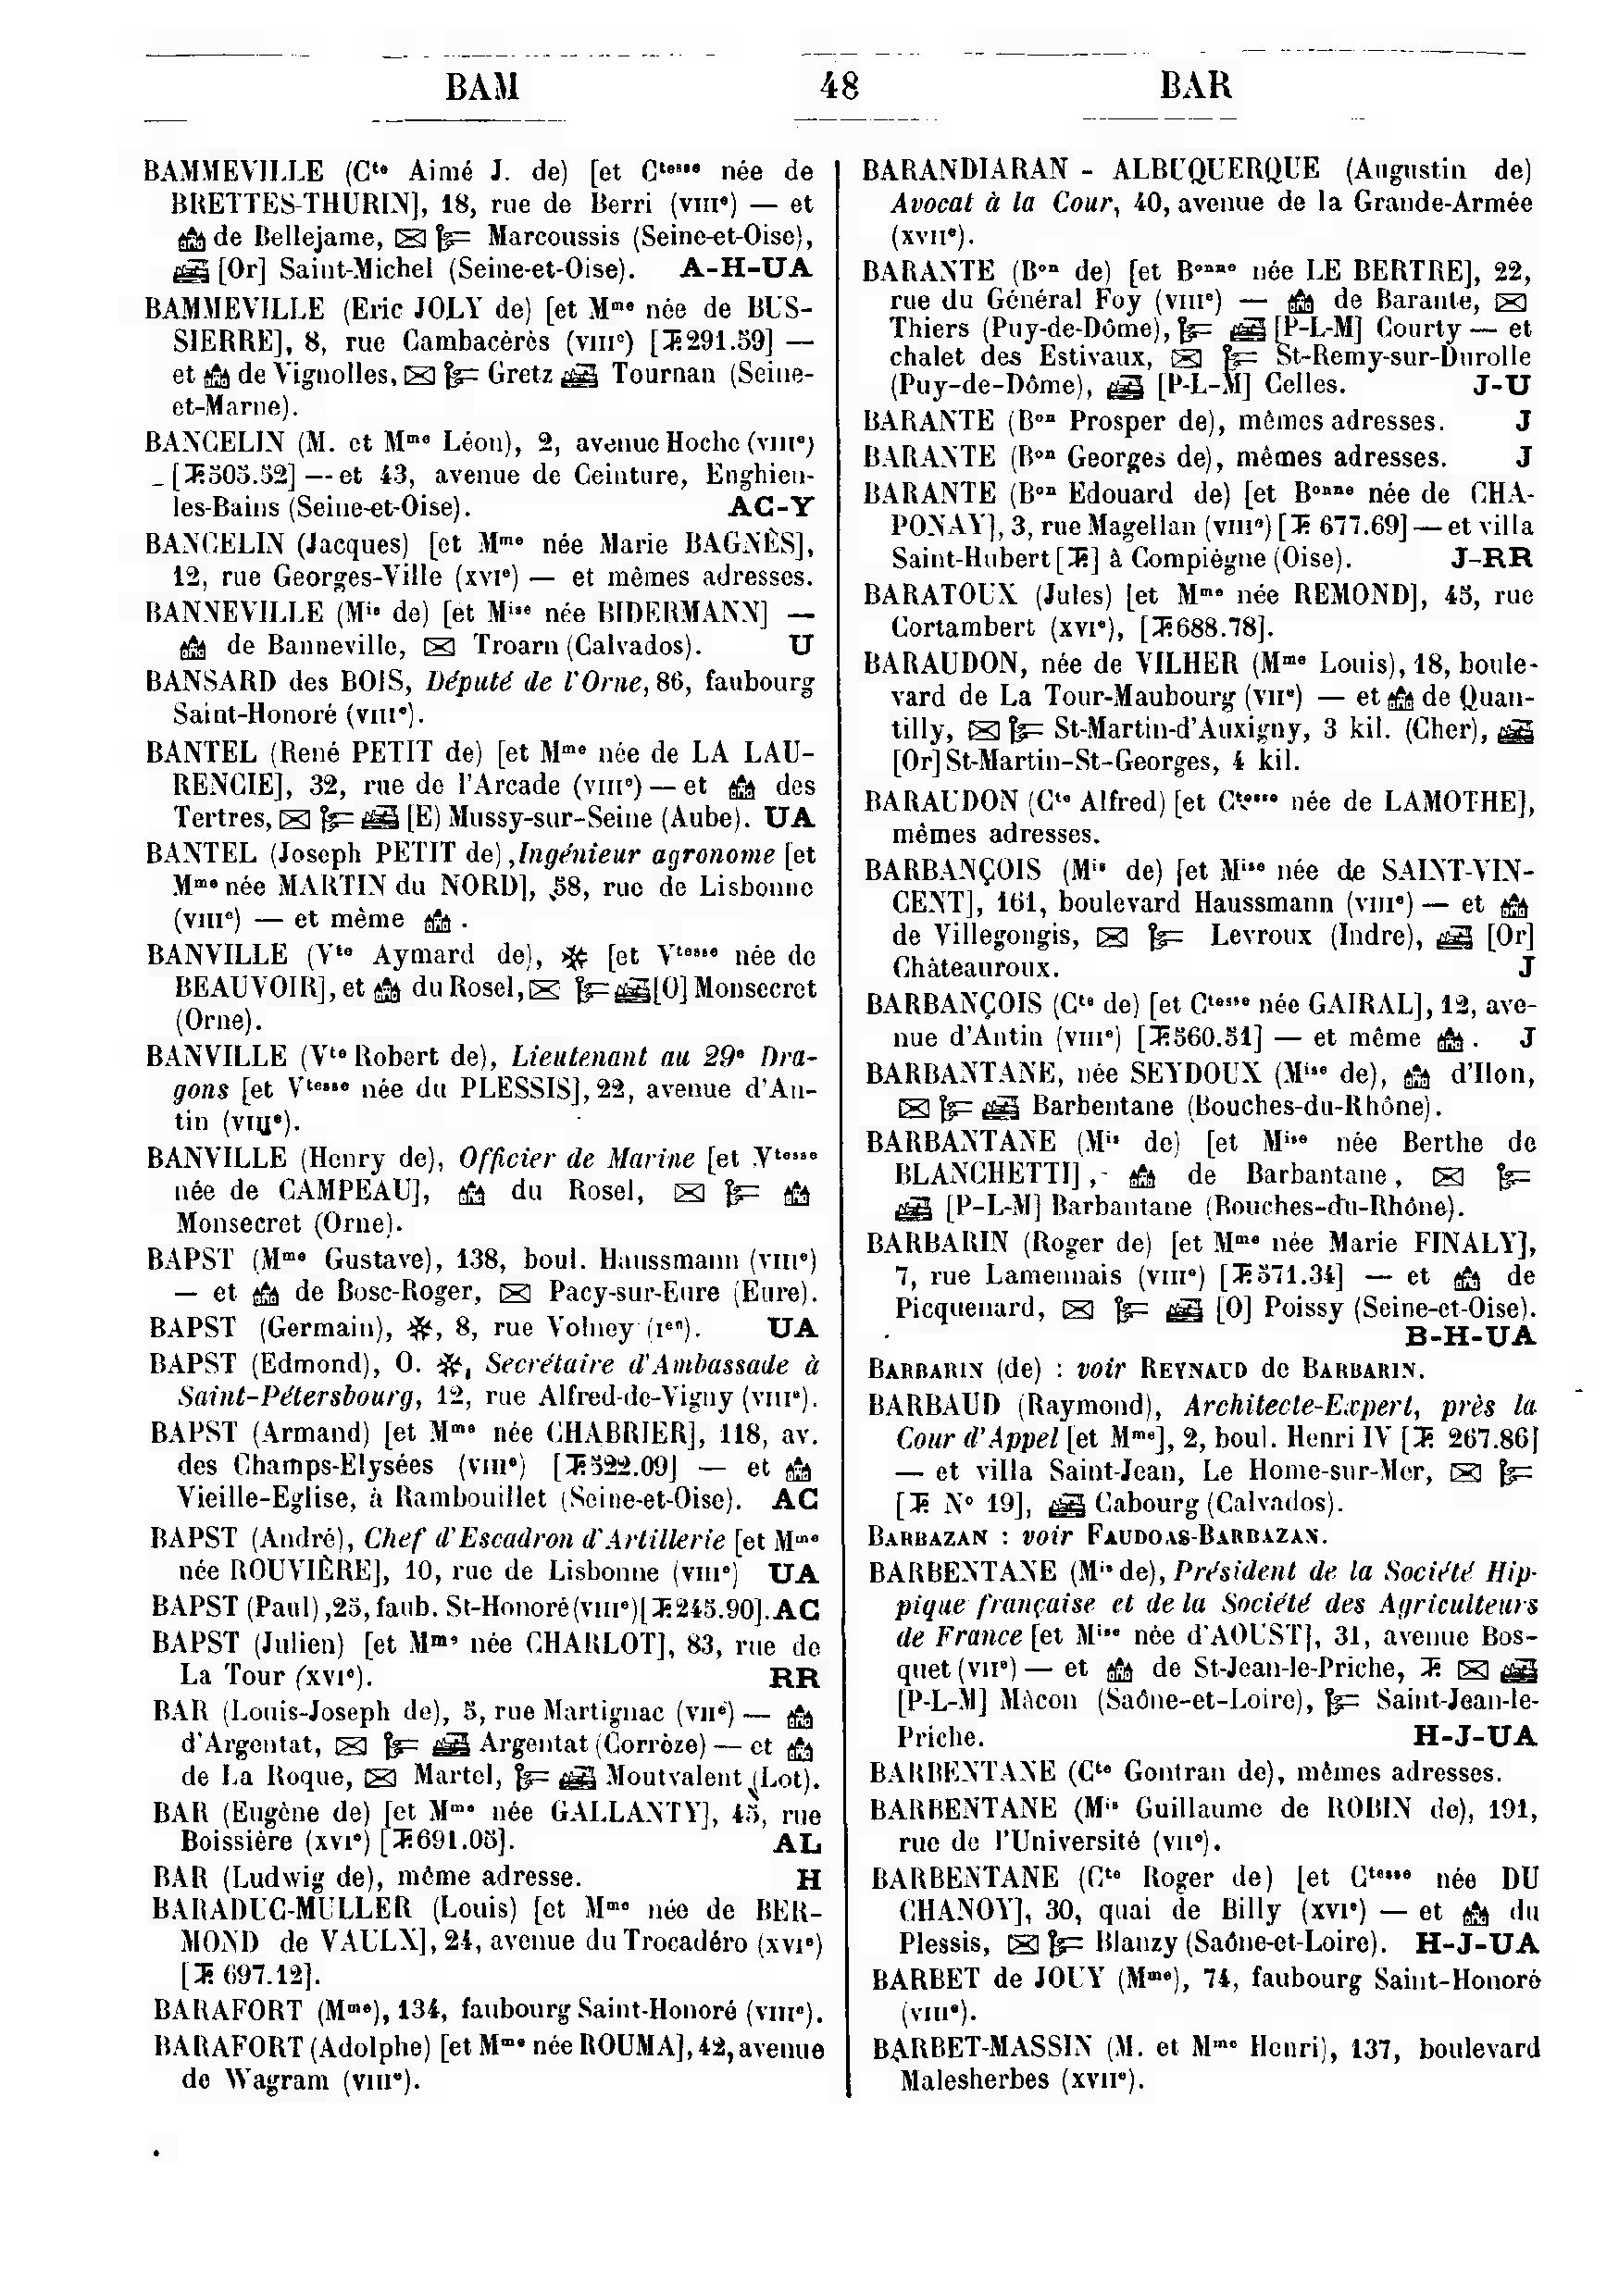 BAM 48 BAR
BAMMEVILLE (Cte Aimé J. de) [et Ctesse née de
BRETTES-THURIN], 18, rue de Berri (VIIIe) — et
de Bellejame, Marcoussis (Seine-et-Oise),
[Or] Saint-Michel (Seine-et-Oise). A-H-UA
BAMMEVILLE (Eric JOLY de) [et Mme née de BUS-
SIERRE], 8, rue Cambacérès (VIIIe) [T. 291.59] —
et de Vignolles, Gretz Tournan (Seine-
et-Marne).
BANCELIN (M. et Mme Léon), 2, avenue Hoche (VIIIe)
[T. 505.52] — et 43, avenue de Ceinture, Enghien-
les-Bains (Seine-et-Oise). AC-Y
BANCELIN (Jacques) [et Mme née Marie BAGNÈS],
12, rue Georges-Ville (XVIe) — et mêmes adresses.
BANNEVILLE (Mis de) [et Mise née BIDERMANN] —
de Banneville, Troarn (Calvados). U
BANSARD des BOIS, Député de l'Orne, 86, faubourg
Saint-Honoré (VIIIe).
BANTEL (René PETIT de) [et Mme née de LA LAU-
RENCIE], 32, rue de l'Arcade (VIIIe) — et des
Tertres, [E) Mussy-sur-Seine (Aube). UA
BANTEL (Joseph PETIT de), Ingénieur agronome [et
Mme née MARTIN du NORD], 58, rue de Lisbonne
(VIIIe) — et même .
BANVILLE (Vte Aymard de), [et Vtesse née de
BEAUVOIR], et du Rosel, [O] Monsecret
(Orne).
BANVILLE (Vte Robert de), Lieutenant au 29e Dra-
gons [et Vtesse née du PLESSIS], 22, avenue d'An-
tin (VIIIe).
BANVILLE (Henry de), Officier de Marine [et Vtesse
née de CAMPEAU], du Rosel,
Monsecret (Orne).
BAPST (Mme Gustave), 138, boul. Haussmann (VIIIe)
— et de Bosc-Roger, Pacy-sur-Eure (Eure).
BAPST (Germain), 8, rue Volney (Ier). UA
BAPST (Edmond), O. Secrétaire d'Ambassade à
Saint-Pétersbourg, 12, rue Alfred-de-Vigny (VIIIe).
BAPST (Armand) [et Mme née CHABRIER], 118, av.
des Champs-Elysées (VIIIe) [T. 522.09] — et
Vieille-Eglise, à Rambouillet (Seine-et-Oise). AC
BAPST (André), Chef d'Escadron d'Artillerie [et Mme
née ROUVIÈRE], 10, rue de Lisbonne (VIIIe) UA
BAPST (Paul), 25, faub. St-Honoré (VIIIe) [T. 245.90]. AC
BAPST (Julien) [et Mme née CHARLOT], 83, rue de
La Tour (XVIe). RR
BAR (Louis-Joseph de), 5, rue Martignac (VIIe) —
d'Argentat, Argentat (Corrèze) — et
de La Roque, Martel, Moutvalent (Lot).
BAR (Eugène de) [et Mme née GALLANTY], 45, rue
Boissière (XVIe) [T. 691.05]. AL
BAR (Ludwig de), même adresse. H
BARADUC-MULLER (Louis) [et Mme née de BER-
MOND de VAULX], 24, avenue du Trocadéro (XVIe)
[T. 697.12].
BARAFORT (Mme), 134, faubourg Saint-Honoré (VIIIe).
BARAFORT (Adolphe) [et Mme née ROUMA], 42, avenue
de Wagram (VIIIe).
BARANDIARAN - ALBUQUERQUE (Augustin de)
Avocat à la Cour, 40, avenue de la Grande-Armée
(XVIIe).
BARANTE (Bon de) [et Bonne née LE BERTRE], 22,
rue du Général Foy (VIIIe) — de Barante,
Thiers (Puy-de-Dôme), [P-L-M] Courty — et
chalet des Estivaux, St-Remy-sur-Durolle
(Puy-de-Dôme), [P-L-M] Celles. J-U
BARANTE (Bon Prosper de), mêmes adresses. J
BARANTE (Bon Georges de), mêmes adresses. J
BARANTE (Bon Edouard de) [et Bonne née de CHA-
PONAY], 3, rue Magellan (VIIIe) [T. 677.69] — et villa
Saint-Hubert [T.] à Compiègne (Oise). J-RR
BARATOUX (Jules) [et Mme née REMOND], 45, rue
Cortambert (XVIe), [T. 688.78].
BARAUDON, née de VILHER (Mme Louis), 18, boule-
vard de La Tour-Maubourg (VIIe) — et de Quan-
tilly, St-Martin-d'Auxigny, 3 kil. (Cher),
[Or] St-Martin-St-Georges, 4 kil.
BARAUDON (Cte Alfred) [et Ctesse née de LAMOTHE],
mêmes adresses.
BARBANÇOIS (Mis de) [et Mise née de SAINT-VIN-
CENT], 161, boulevard Haussmann (VIIIe) — et
de Villegongis, Levroux (Indre), [Or]
Châteauroux. J
BARBANÇOIS (Cte de) [et Ctesse née GAIRAL], 12, ave-
nue d'Antin (VIIIe) [T. 560.51] — et même . J
BARBANTANE, née SEYDOUX (Mise de), d'Ilon,
Barbentane (Bouches-du-Rhône).
BARBANTANE (Mis de) [et Mise née Berthe de
BLANCHETTI], de Barbantane,
[P-L-M] Barbantane (Bouches-du-Rhône).
BARBARIN (Roger de) [et Mme née Marie FINALY],
7, rue Lamennais (VIIIe) [T. 571.34] — et de
Picquenard, [O] Poissy (Seine-et-Oise).
B-H-UA
BARBARIN (de) : voir REYNAUD de BARBARIN.
BARBAUD (Raymond), Architecte-Expert, près la
Cour d'Appel [et Mme], 2, boul. Henri IV [T. 267.86]
— et villa Saint-Jean, Le Home-sur-Mer,
[T. No 19], Cabourg (Calvados).
BARBAZAN : voir FAUDOAS-BARBAZAN.
BARBENTANE (Mis de), Président de la Société Hip-
pique française et de la Société des Agriculteurs
de France [et Mise née d'AOUST], 31, avenue Bos-
quet (VIIe) — et de St-Jean-le-Priche, T.
[P-L-M] Mâcon (Saône-et-Loire), Saint-Jean-le-
Priche. H-J-UA
BARBENTANE (Cte Gontran de), mêmes adresses.
BARBENTANE (Mis Guillaume de ROBIN de), 191,
rue de l'Université (VIIe).
BARBENTANE (Cte Roger de) [et Ctesse née DU
CHANOY], 30, quai de Billy (XVIe) — et du
Plessis, Blanzy (Saône-et-Loire). H-J-UA
BARBET de JOUY (Mme), 74, faubourg Saint-Honoré
(VIIIe).
BARBET-MASSIN (M. et Mme Henri), 137, boulevard
Malesherbes (XVIIe).